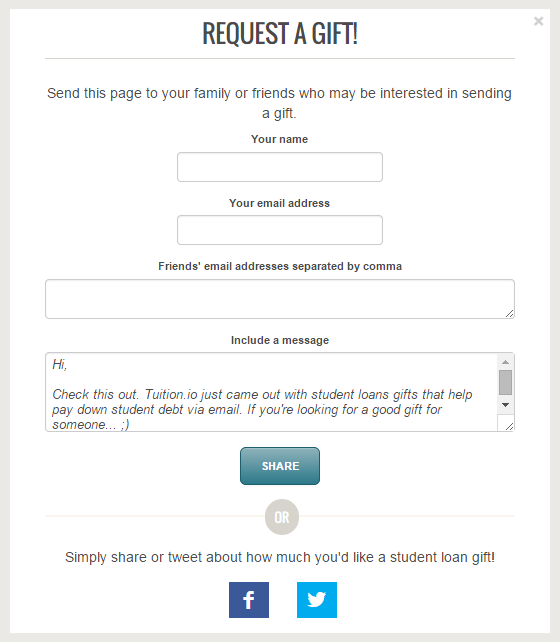 REQUEST A GIFT!
Send this page to your family or friends who may be interested in sending
a gift.
Your name
Your email address
Friends' email addresses separated by comma
Include a message
Hi,
Check this out. Tuition.io just came out with student loans gifts that help
pay down student debt via email. If you're looking for a good gift for
someone... ;)
SHARE
OR
Simply share or tweet about how much you'd like a student loan gift!